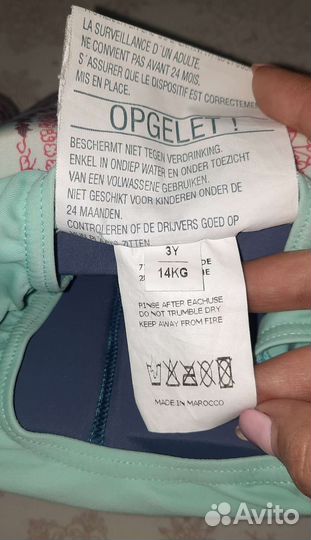 LA SURVEILLANCE D'UN ADULTE.
NE CONVIENT PAS AVANT 24 MOIS.
S'ASSURER QUE LE DISPOSITIF EST CORRECTEMENT
MIS EN PLACE.
OPGELET !
BESCHERMT NIET TEGEN VERDRINKING.
ENKEL IN ONDIEP WATER EN ONDER TOEZICHT
VAN EEN VOLWASSENE GEBRUIKEN.
NIET GESCHIKT VOOR KINDEREN ONDER DE
24 MAANDEN.
CONTROLEREN OF DE DRIJVERS GOED OP
ZITTEN.
3Y
14KG
RINSE AFTER EACHUSE
DO NOT TRUMBLE DRY
KEEP AWAY FROM FIRE
MADE IN MAROCCO
Avito